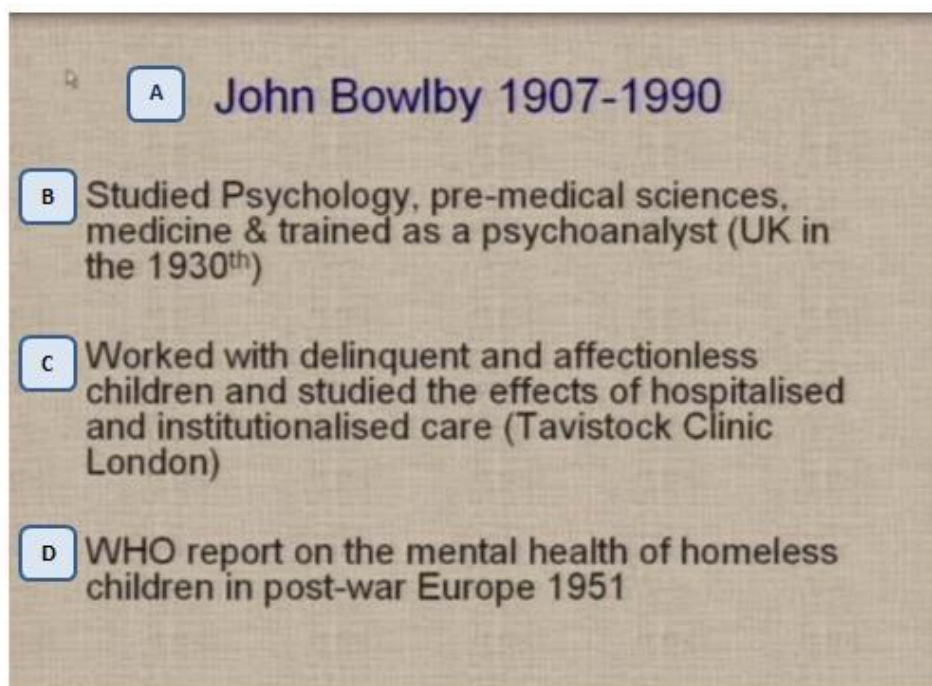 A John Bowlby 1907-1990
B Studied Psychology, pre-medical sciences,
medicine & trained as a psychoanalyst (UK in
the 1930th)
C Worked with delinquent and affectionless
children and studied the effects of hospitalised
and institutionalised care (Tavistock Clinic
London)
D WHO report on the mental health of homeless
children in post-war Europe 1951